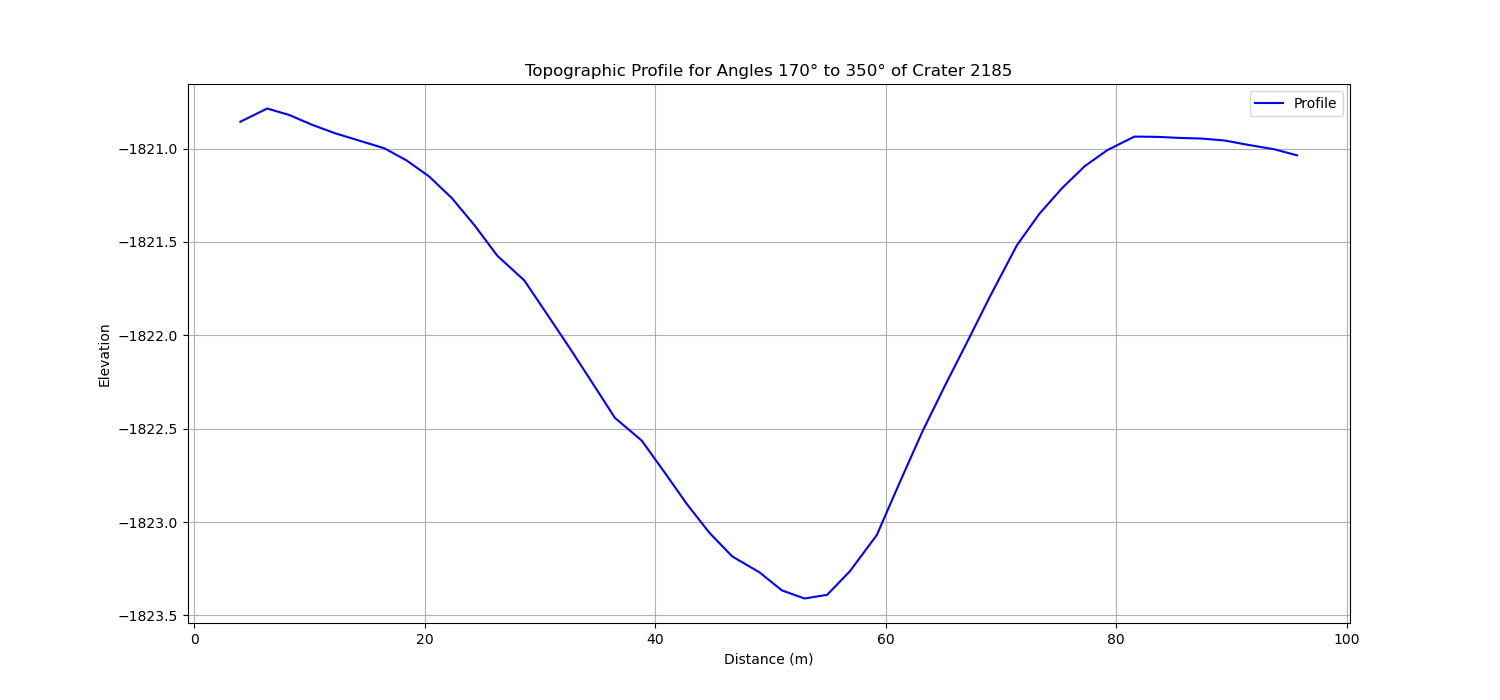 Topographic Profile for Angles 170° to 350° of Crater 2185
Profile
−1821.0
−1821.5
−1822.0
−1822.5
−1823.0
−1823.5
Elevation
0 20 40 60 80 100
Distance (m)